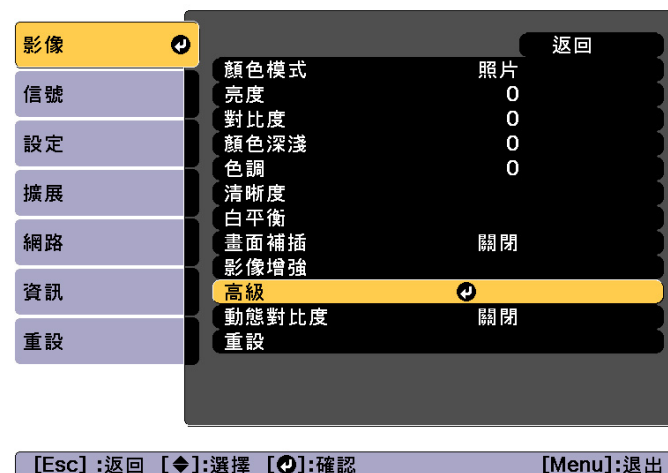 影像
信號
設定
擴展
網路
資訊
重設
返回
顏色模式 照片
亮度 0
對比度 0
顏色深淺 0
色調 0
清晰度
白平衡
畫面補插 關閉
影像增強
高級
動態對比度 關閉
重設
[Esc] :返回 [◆]:選擇 [⏎]:確認 [Menu]:退出